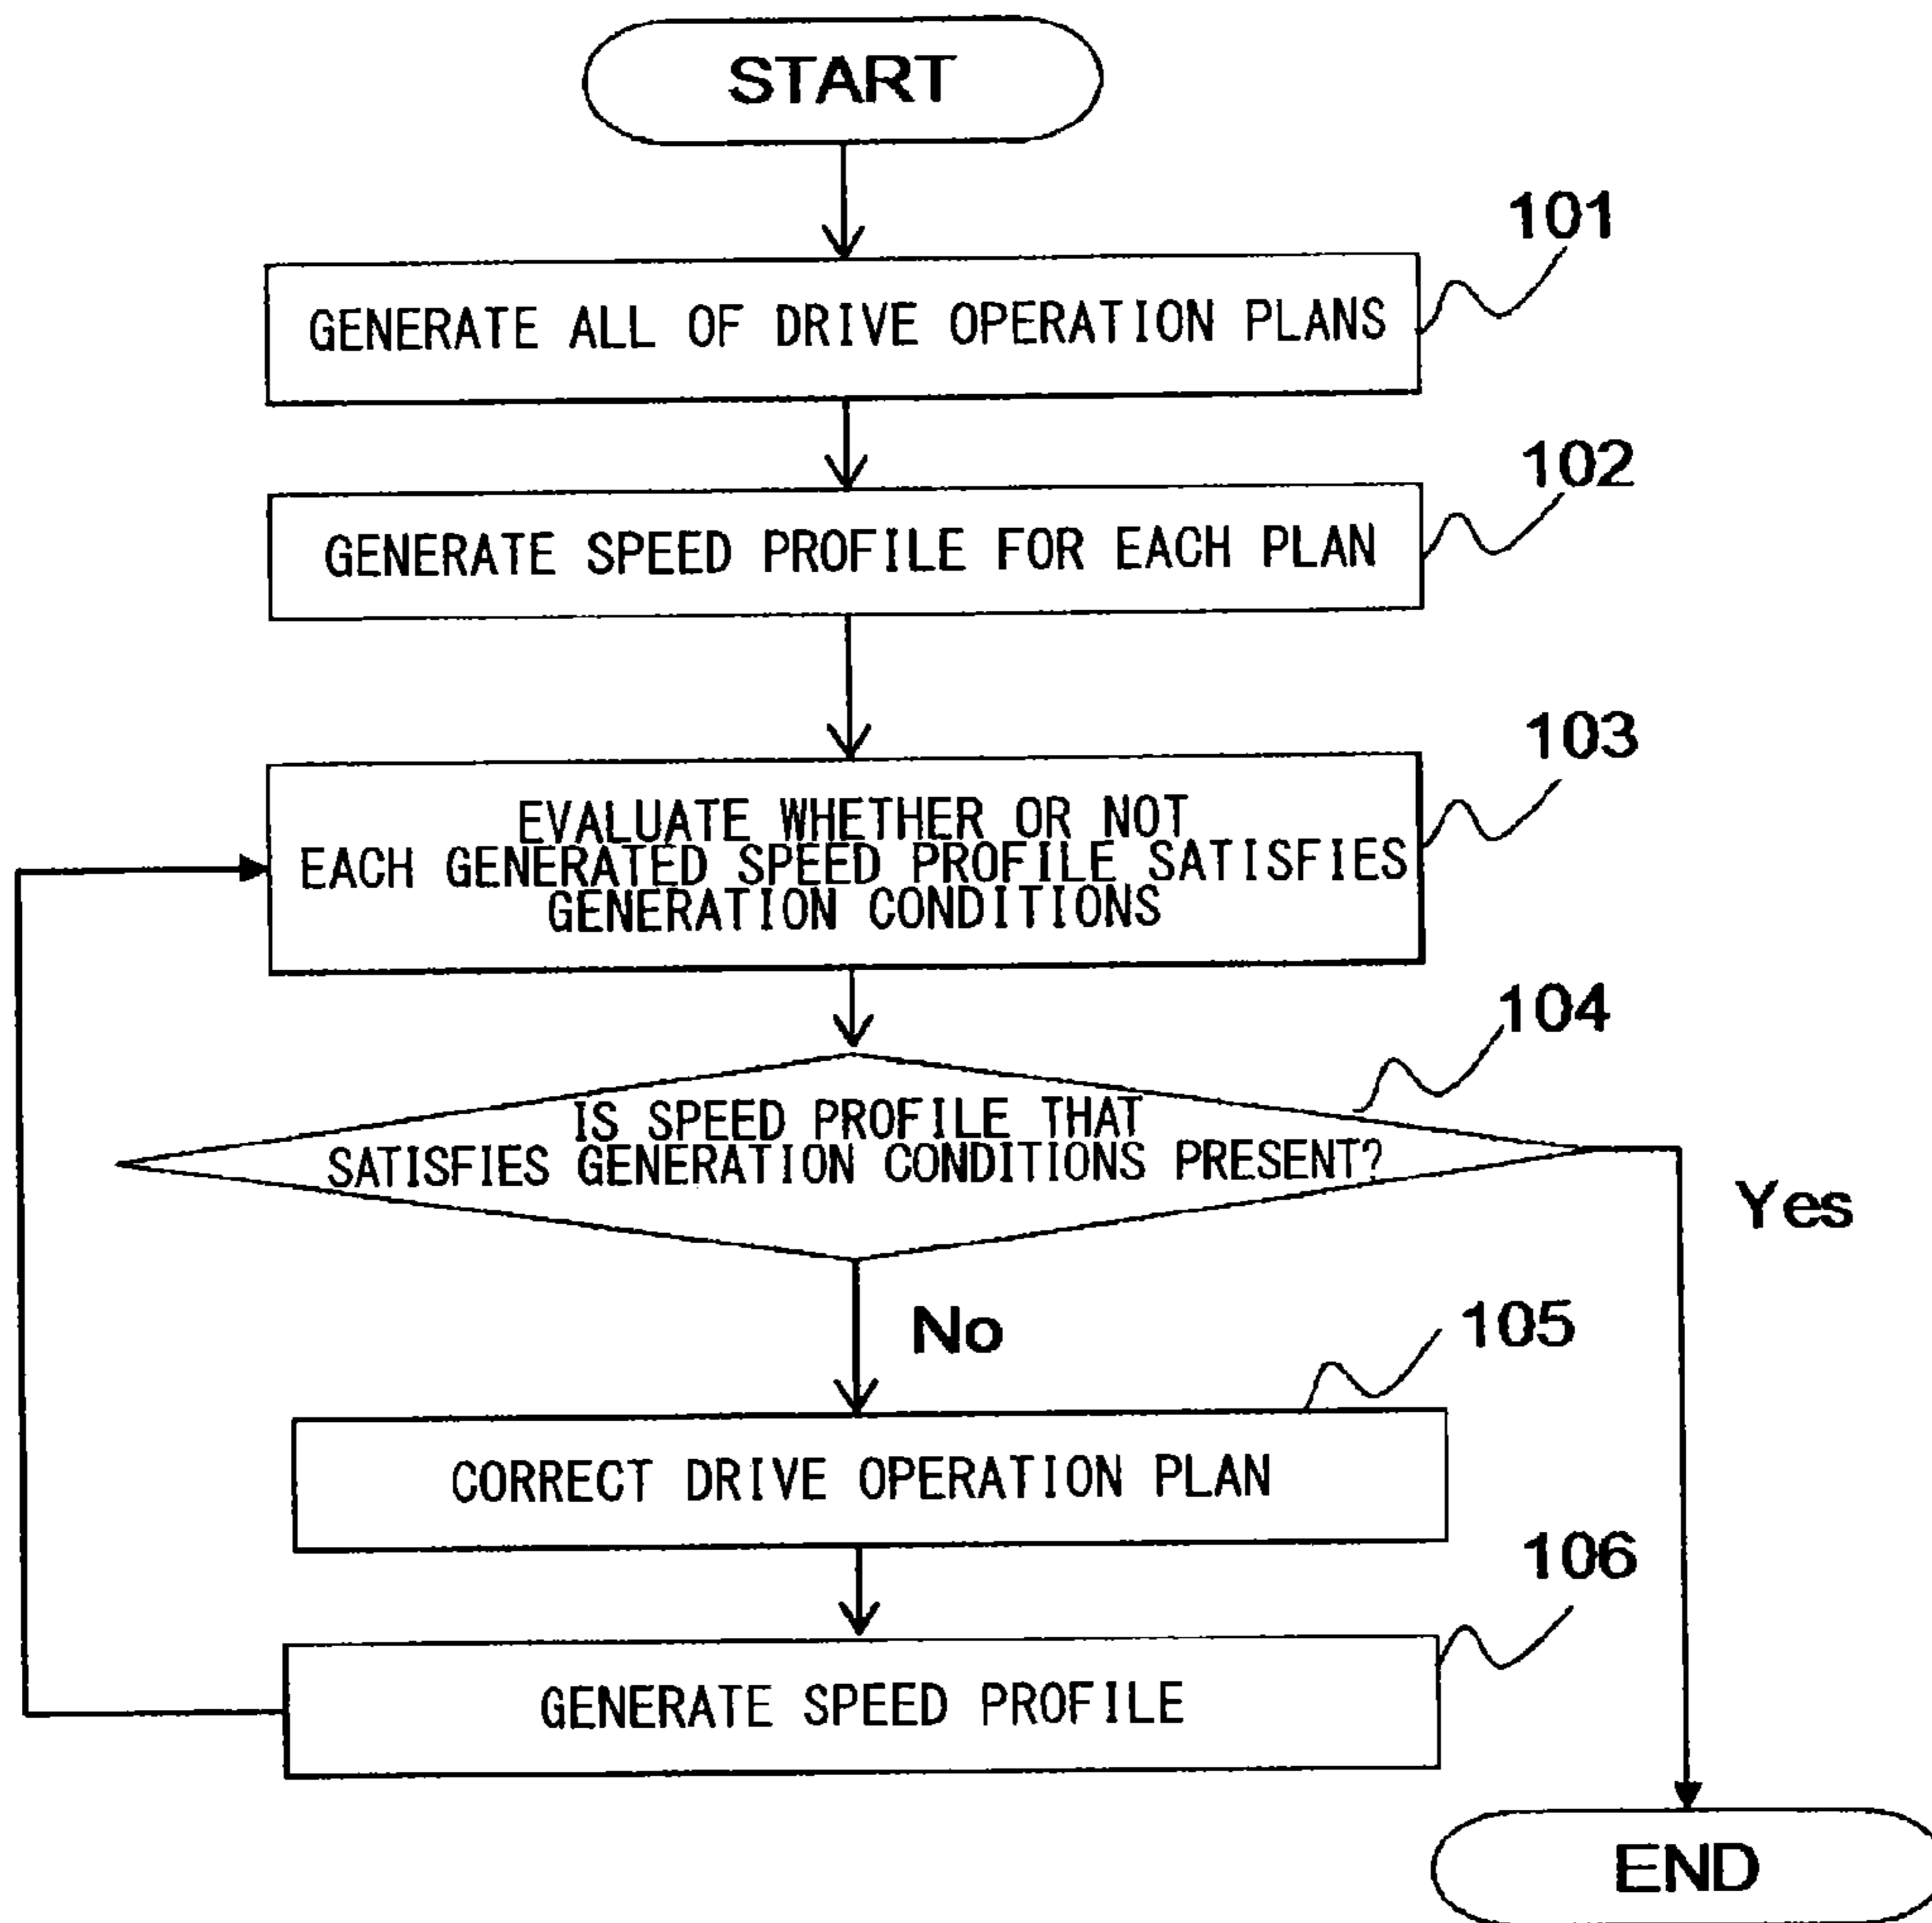 START
101
GENERATE ALL OF DRIVE OPERATION PLANS
102
GENERATE SPEED PROFILE FOR EACH PLAN
103
EVALUATE WHETHER OR NOT
EACH GENERATED SPEED PROFILE SATISFIES
GENERATION CONDITIONS
104
IS SPEED PROFILE THAT
SATISFIES GENERATION CONDITIONS PRESENT?
Yes
No
105
CORRECT DRIVE OPERATION PLAN
106
GENERATE SPEED PROFILE
END